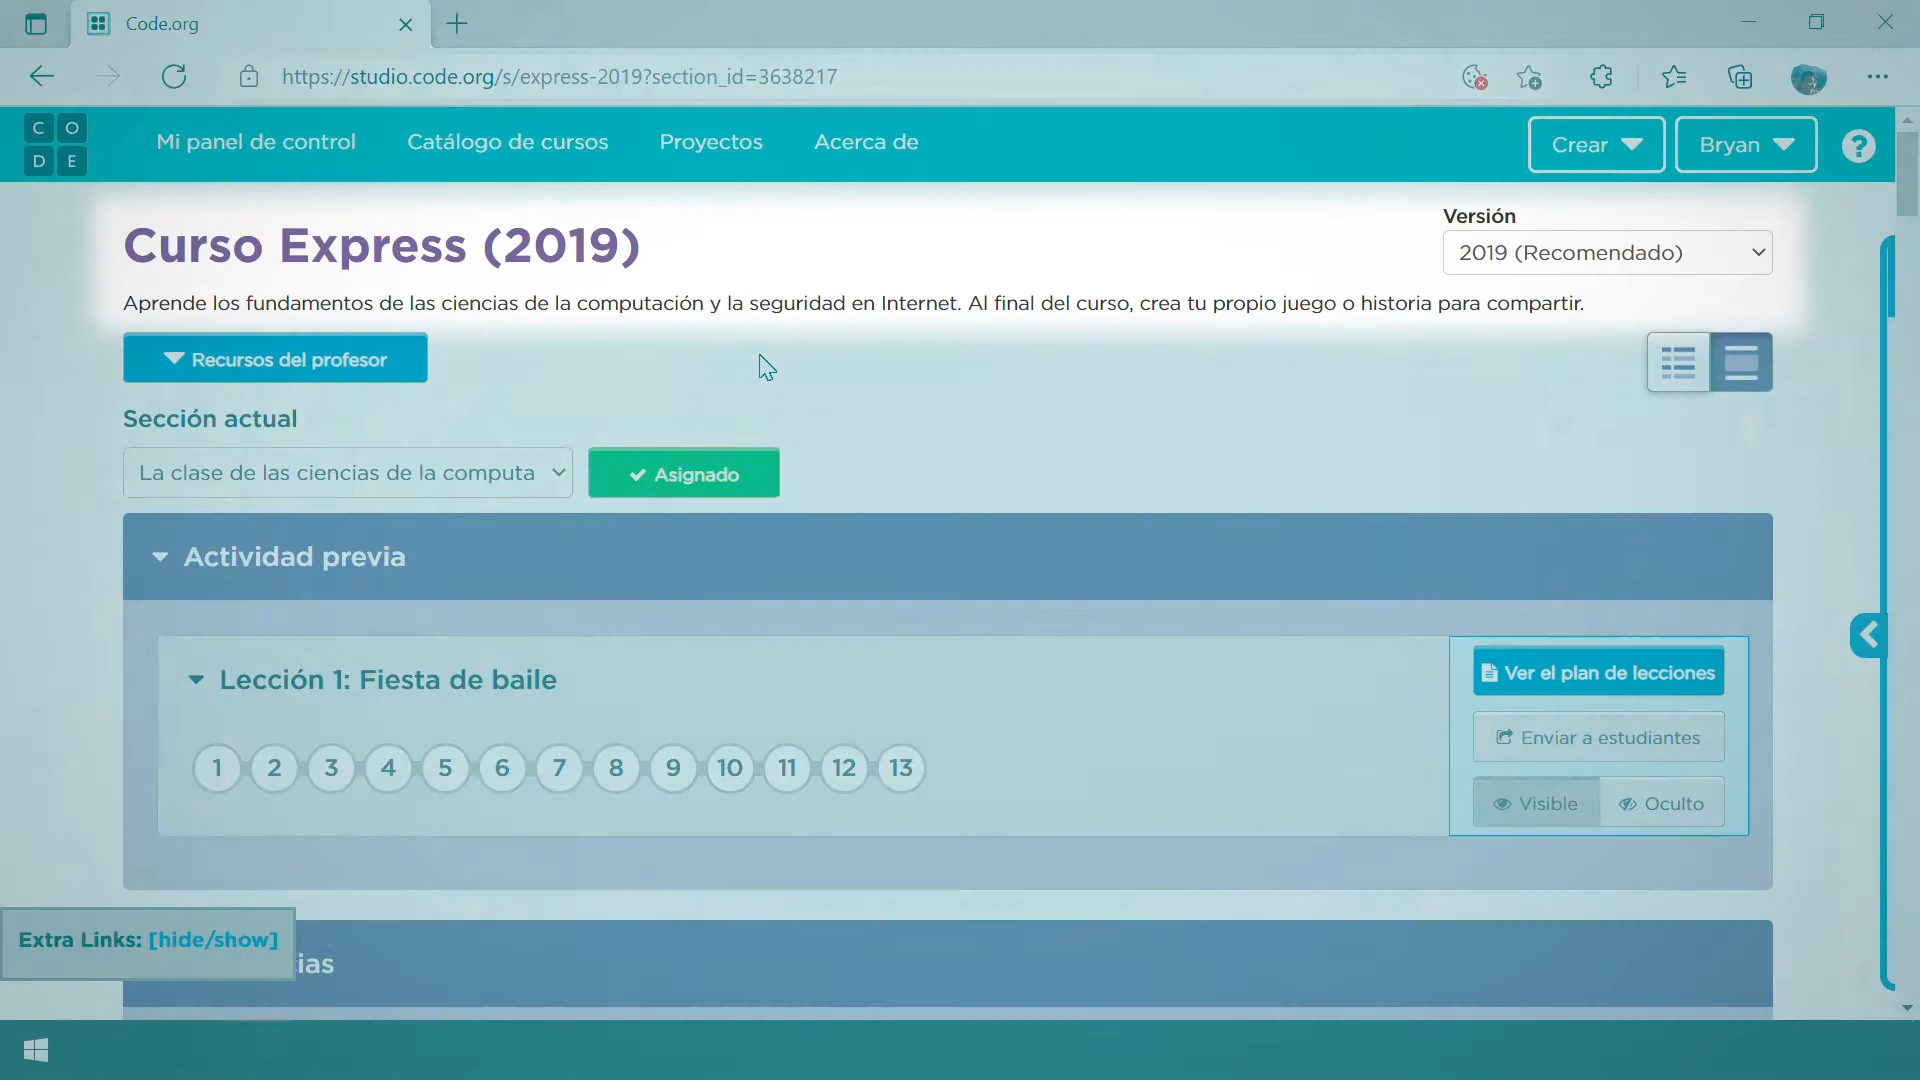 Code.org
https://studio.code.org/s/express-2019?section_id=3638217
C O
D E
Mi panel de control
Catálogo de cursos
Proyectos
Acerca de
Crear
Bryan
?
Versión
Curso Express (2019)
2019 (Recomendado)
Aprende los fundamentos de las ciencias de la computación y la seguridad en Internet. Al final del curso, crea tu propio juego o historia para compartir.
Recursos del profesor
Sección actual
La clase de las ciencias de la computa
Asignado
Actividad previa
Lección 1: Fiesta de baile
Ver el plan de lecciones
Enviar a estudiantes
1 2 3 4 5 6 7 8 9 10 11 12 13
Visible
Oculto
Extra Links: [hide/show]
ias